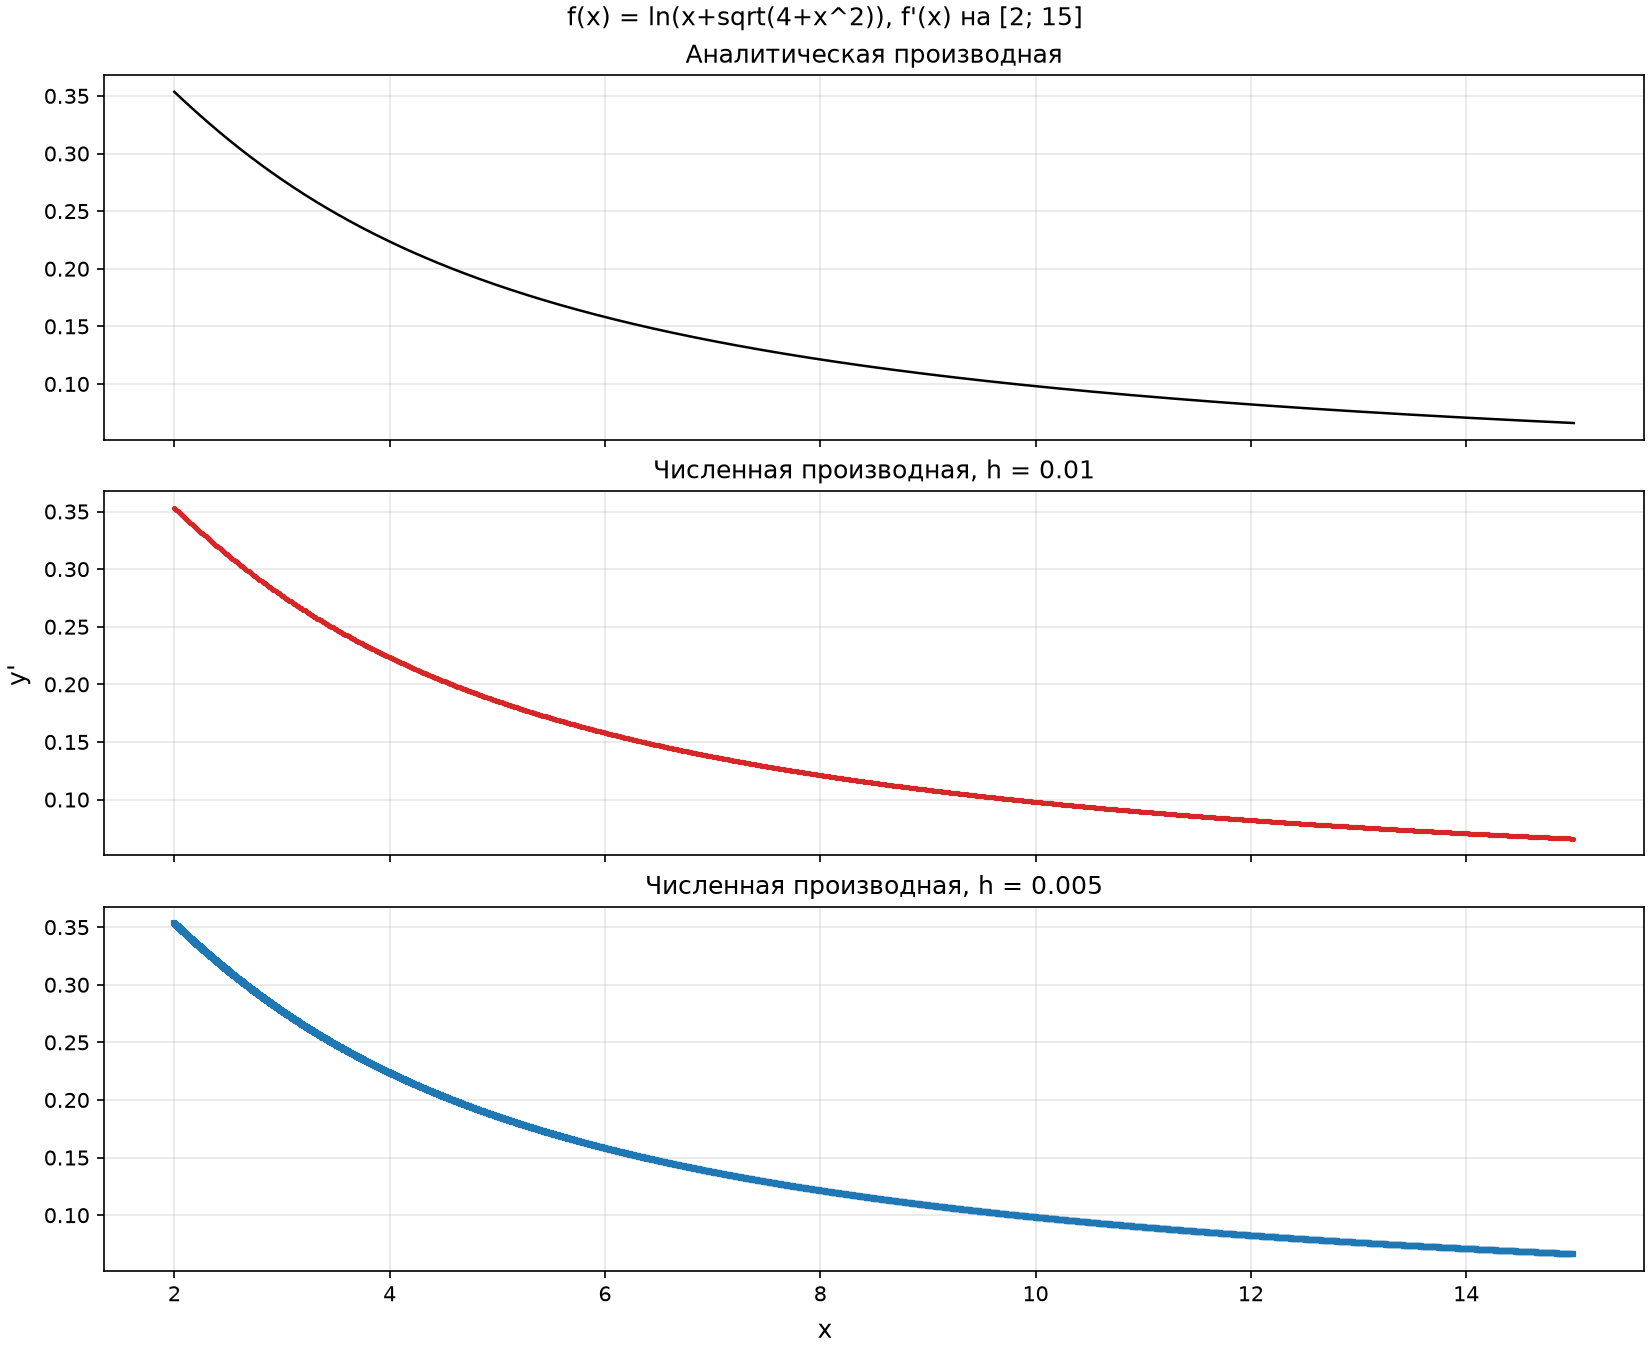 f(x) = ln(x+sqrt(4+x^2)), f'(x) на [2; 15]
Аналитическая производная
0.35
0.30
0.25
0.20
0.15
0.10
Численная производная, h = 0.01
0.35
0.30
0.25
0.20
0.15
0.10
y'
Численная производная, h = 0.005
0.35
0.30
0.25
0.20
0.15
0.10
2 4 6 8 10 12 14
x